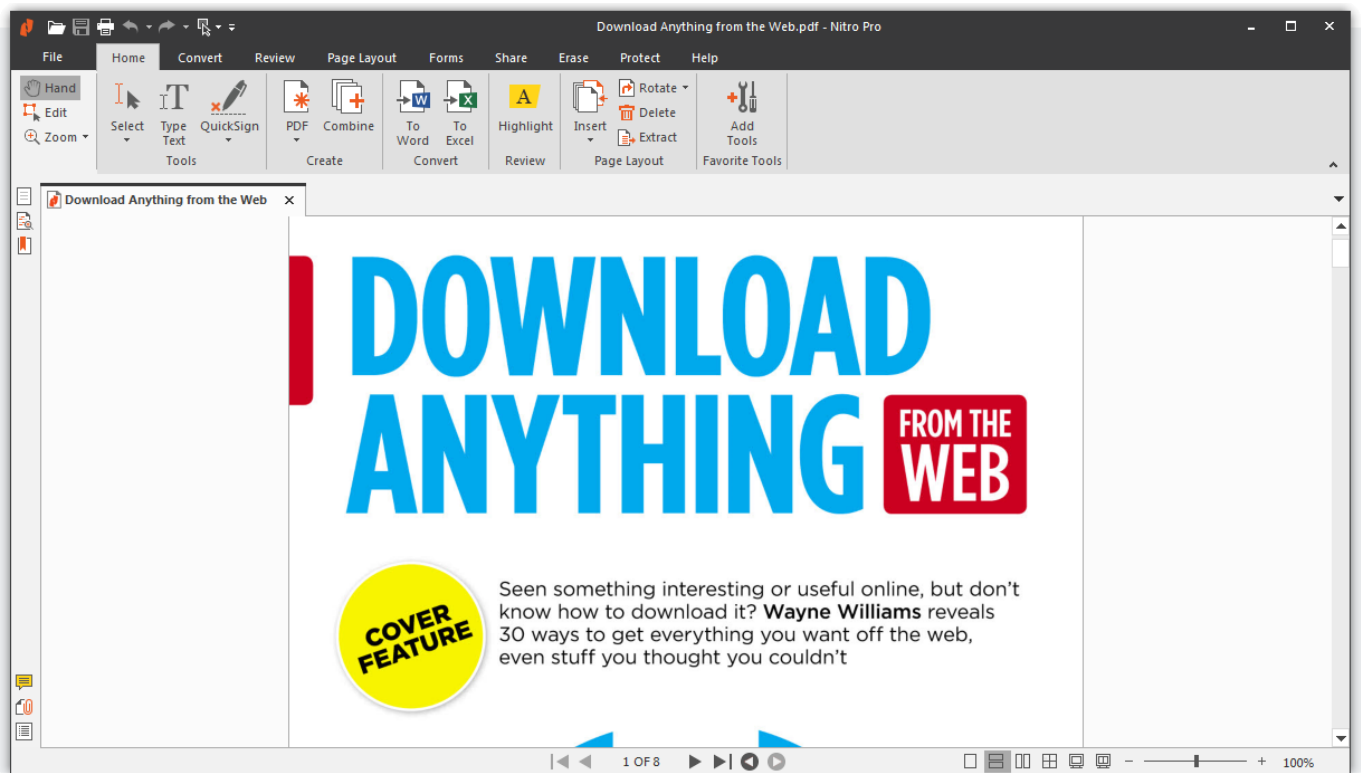 Download Anything from the Web.pdf - Nitro Pro
File Home Convert Review Page Layout Forms Share Erase Protect Help
Hand
Edit
Zoom
Select
Type
Text
QuickSign
Tools
PDF
Combine
Create
To
Word
To
Excel
Convert
A
Highlight
Review
Insert
Rotate
Delete
Extract
Page Layout
Add
Tools
Favorite Tools
Download Anything from the Web
DOWNLOAD
ANYTHING
FROM THE
WEB
COVER
FEATURE
Seen something interesting or useful online, but don't
know how to download it? Wayne Williams reveals
30 ways to get everything you want off the web,
even stuff you thought you couldn't
1 OF 8
100%